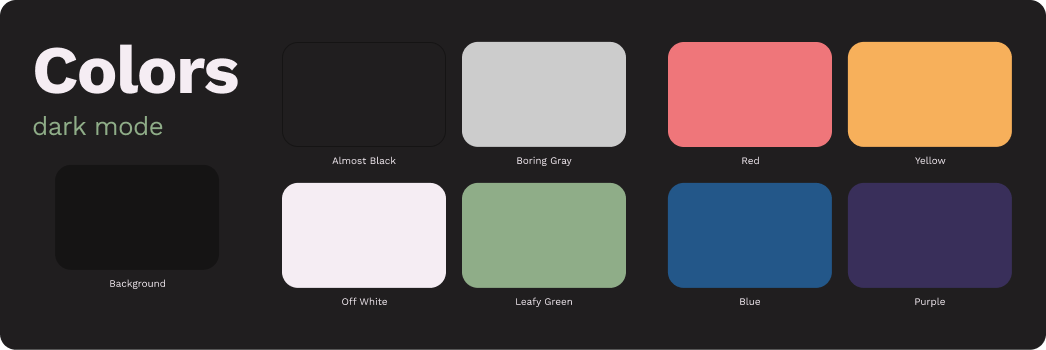 Colors
dark mode
Background
Almost Black
Boring Gray
Red
Yellow
Off White
Leafy Green
Blue
Purple